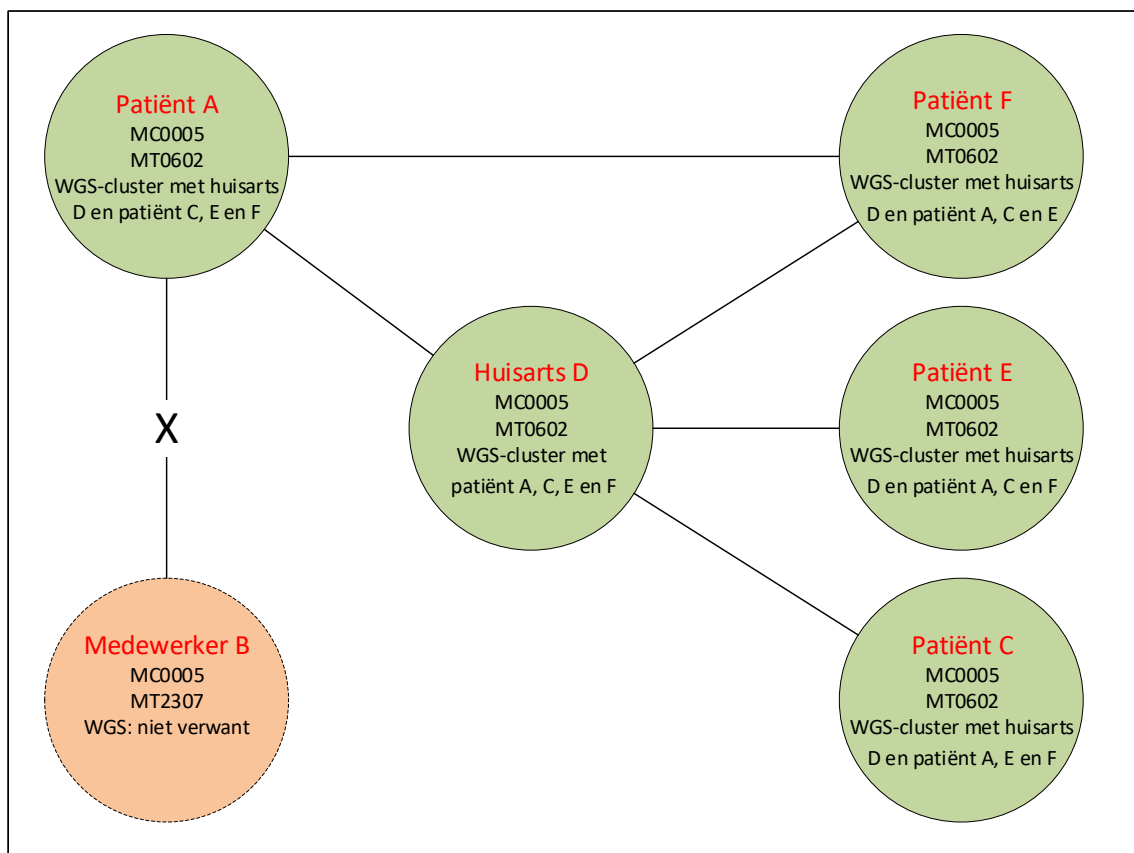 Patiënt A
MC0005
MT0602
WGS-cluster met huisarts
D en patiënt C, E en F
Patiënt F
MC0005
MT0602
WGS-cluster met huisarts
D en patiënt A, C en E
Huisarts D
MC0005
MT0602
WGS-cluster met
patiënt A, C, E en F
Patiënt E
MC0005
MT0602
WGS-cluster met huisarts
D en patiënt A, C en F
X
Medewerker B
MC0005
MT2307
WGS: niet verwant
Patiënt C
MC0005
MT0602
WGS-cluster met huisarts
D en patiënt A, E en F